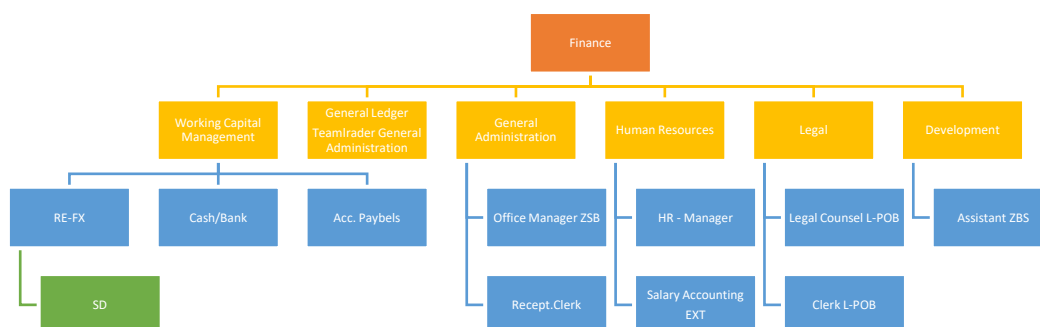 Finance
Working Capital
Management
General Ledger
Teamlrader General
Administration
General
Administration
Human Resources
Legal
Development
RE-FX
Cash/Bank
Acc. Paybels
Office Manager ZSB
HR - Manager
Legal Counsel L-POB
Assistant ZBS
SD
Recept.Clerk
Salary Accounting
EXT
Clerk L-POB